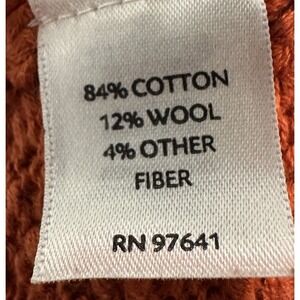 84% COTTON
12% WOOL
4% OTHER
FIBER
RN 97641